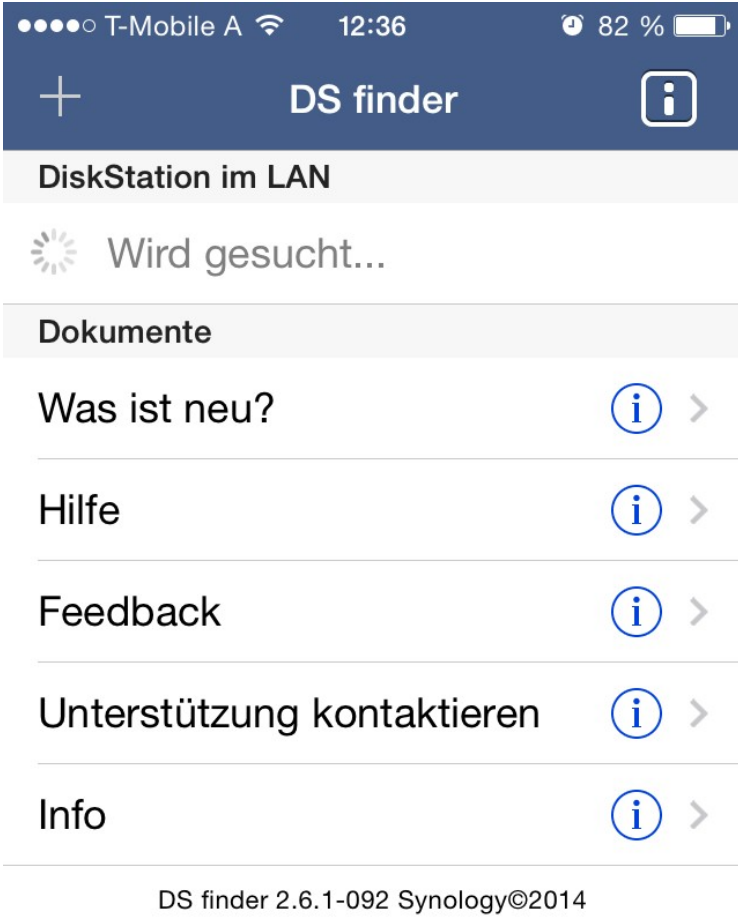 T-Mobile A 12:36 82 %
DS finder
DiskStation im LAN
Wird gesucht...
Dokumente
Was ist neu?
Hilfe
Feedback
Unterstützung kontaktieren
Info
DS finder 2.6.1-092 Synology©2014